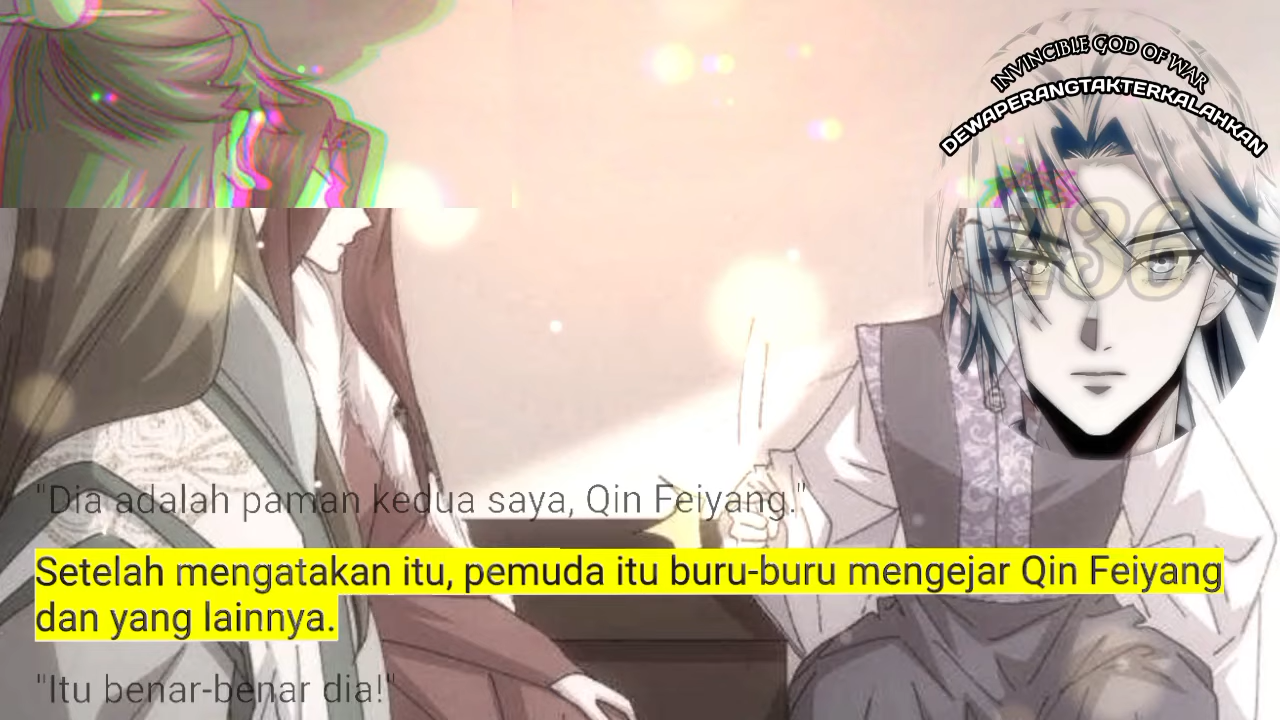 INVINCIBLE GOD OF WAR
DEWAPERANGTAKTERKALAHKAN
"Dia adalah paman kedua saya, Qin Feiyang."
Setelah mengatakan itu, pemuda itu buru-buru mengejar Qin Feiyang
dan yang lainnya.
"Itu benar-benar dia!"